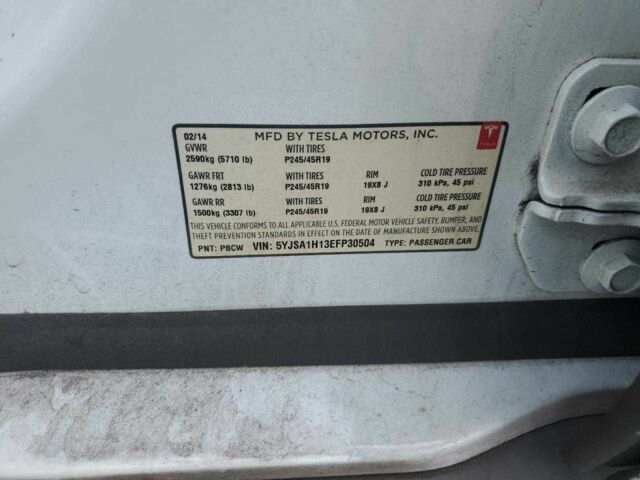 02/14 MFD BY TESLA MOTORS, INC. TESLA
GVWR WITH TIRES
2590kg (5710 lb) P245/45R19
GAWR FRT WITH TIRES RIM COLD TIRE PRESSURE
1276kg (2813 lb) P245/45R19 19X8 J 310 kPa, 45 psi
GAWR RR WITH TIRES RIM COLD TIRE PRESSURE
1500kg (3307 lb) P245/45R19 19X8 J 310 kPa, 45 psi
THIS VEHICLE CONFORMS TO ALL APPLICABLE U.S. FEDERAL MOTOR VEHICLE SAFETY, BUMPER, AND
THEFT PREVENTION STANDARDS IN EFFECT ON THE DATE OF MANUFACTURE SHOWN ABOVE.
PNT: PBCW VIN: 5YJSA1H13EFP30504 TYPE: PASSENGER CAR